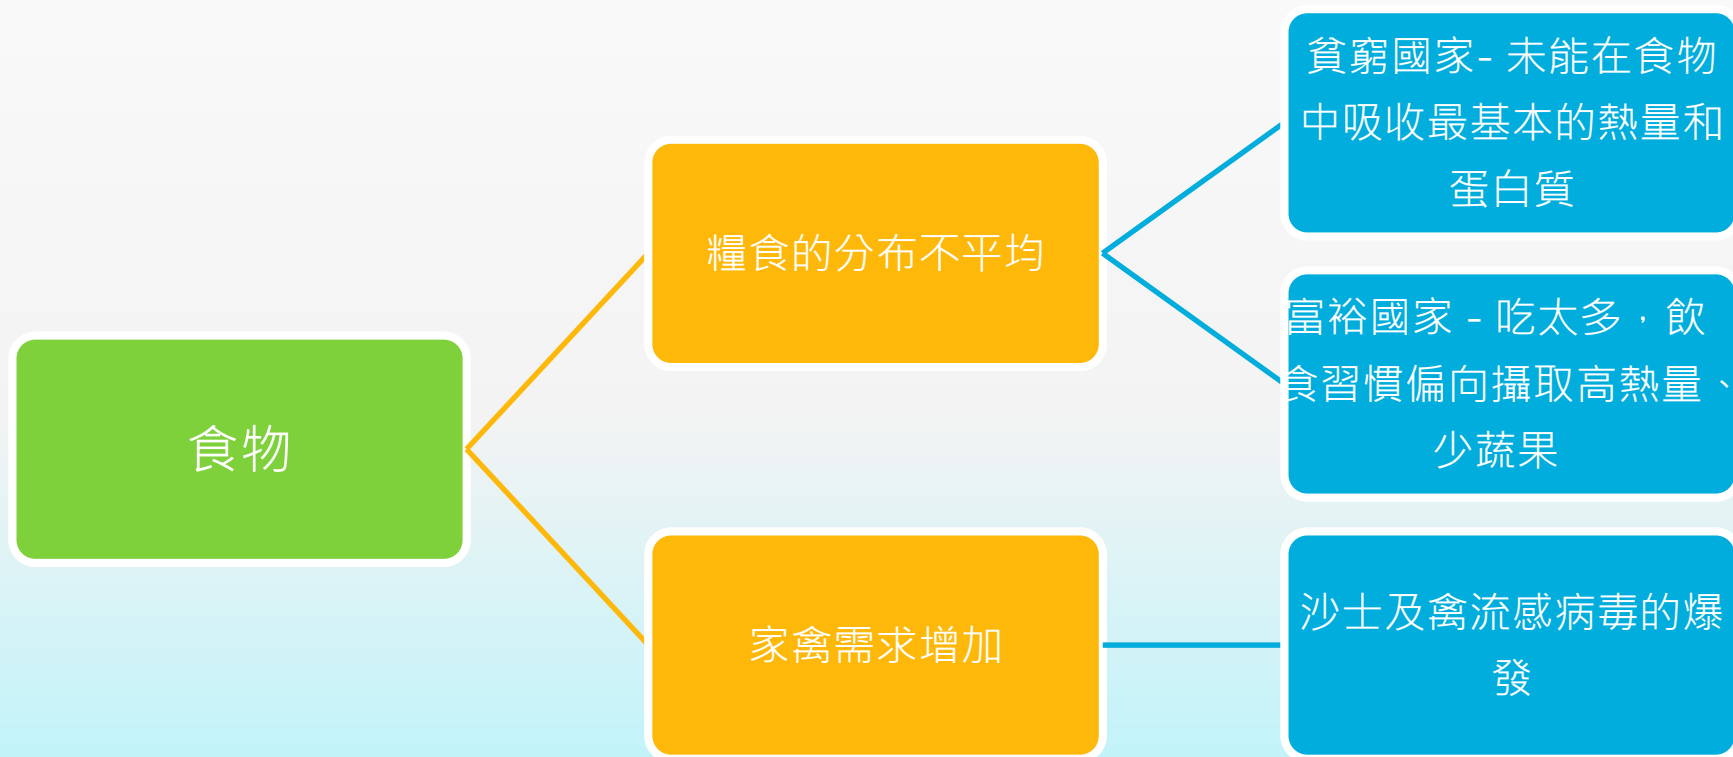 食物
糧食的分布不平均
貧窮國家- 未能在食物
中吸收最基本的熱量和
蛋白質
富裕國家 - 吃太多，飲
食習慣偏向攝取高熱量、
少蔬果
家禽需求增加
沙士及禽流感病毒的爆
發